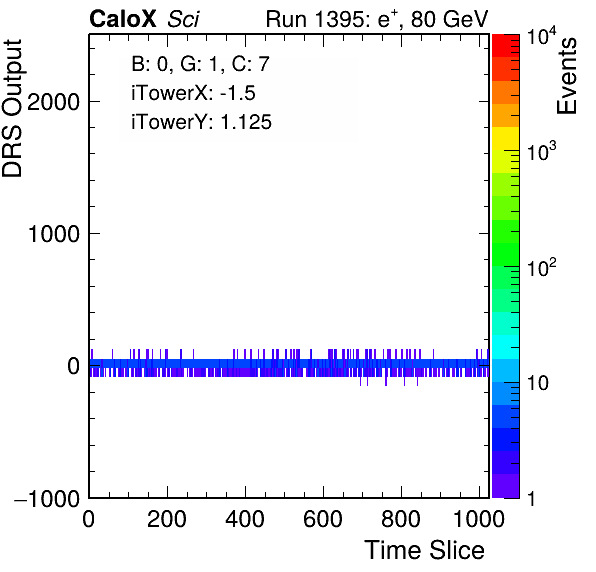 CaloX Sci Run 1395: e+, 80 GeV
B: 0, G: 1, C: 7
iTowerX: -1.5
iTowerY: 1.125
DRS Output
2000
1000
0
−1000
0 200 400 600 800 1000
Time Slice
Events
10^4
10^3
10^2
10
1